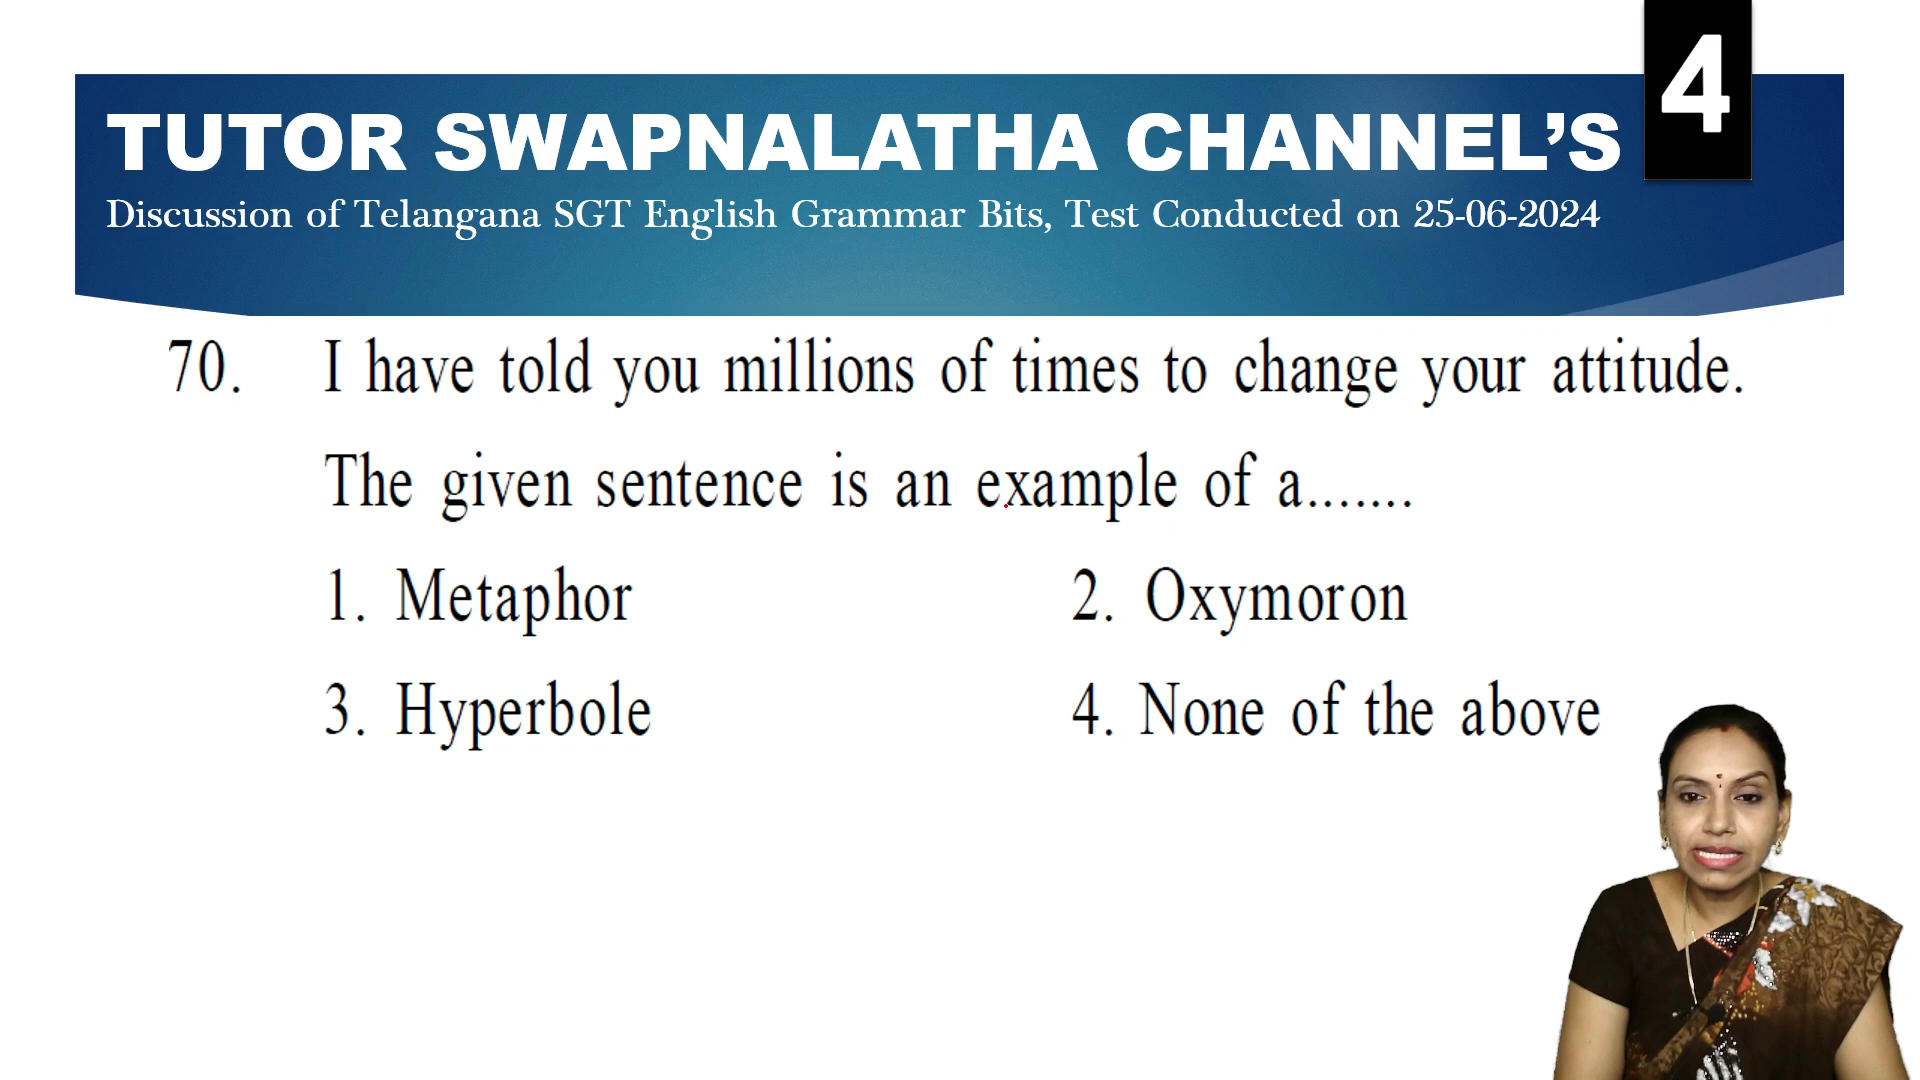 4
TUTOR SWAPNALATHA CHANNEL’S
Discussion of Telangana SGT English Grammar Bits, Test Conducted on 25-06-2024
70. I have told you millions of times to change your attitude.
The given sentence is an example of a.......
1. Metaphor 2. Oxymoron
3. Hyperbole 4. None of the above